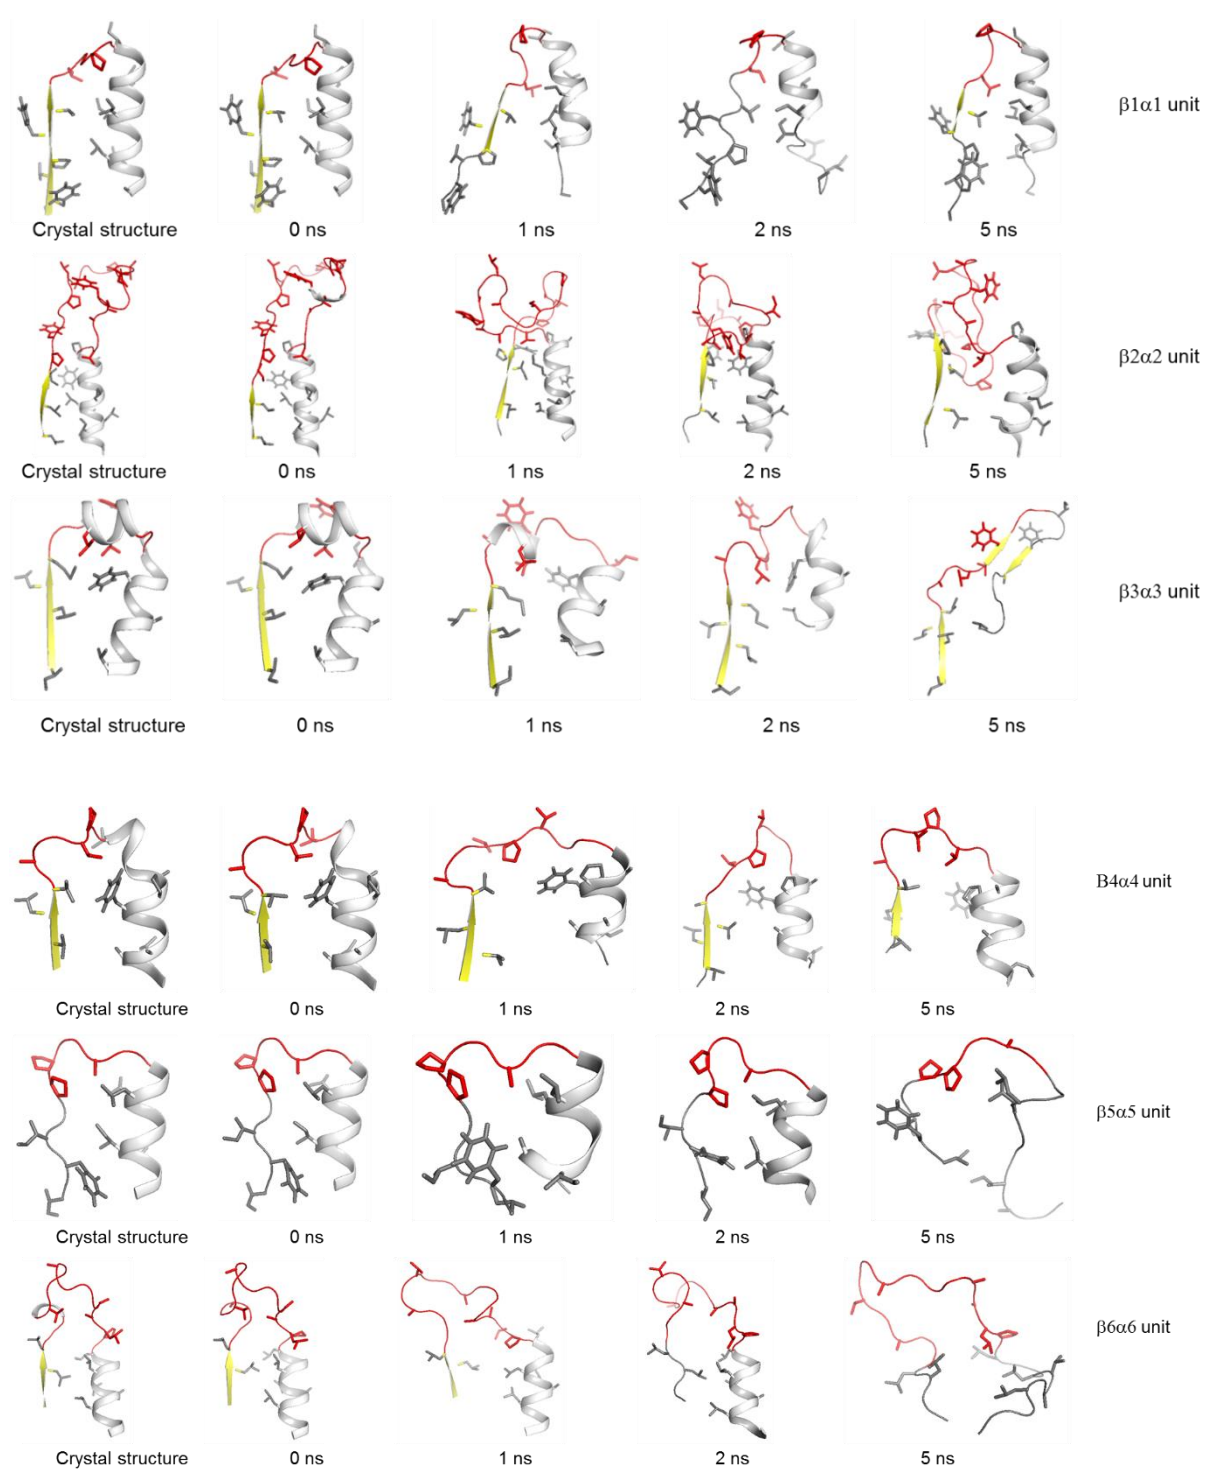 β1α1 unit
Crystal structure 0 ns 1 ns 2 ns 5 ns
β2α2 unit
Crystal structure 0 ns 1 ns 2 ns 5 ns
β3α3 unit
Crystal structure 0 ns 1 ns 2 ns 5 ns
B4α4 unit
Crystal structure 0 ns 1 ns 2 ns 5 ns
β5α5 unit
Crystal structure 0 ns 1 ns 2 ns 5 ns
β6α6 unit
Crystal structure 0 ns 1 ns 2 ns 5 ns